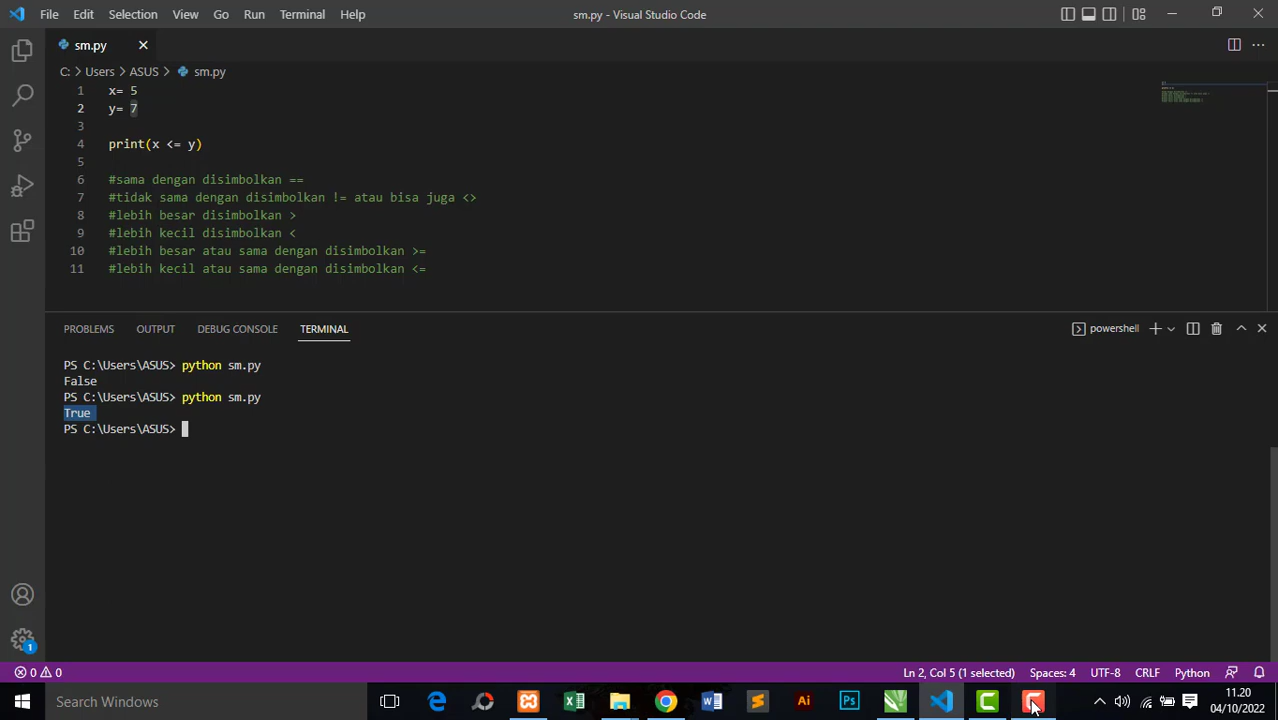 File Edit Selection View Go Run Terminal Help sm.py - Visual Studio Code
sm.py
C: > Users > ASUS > sm.py
1 x= 5
2 y= 7
3
4 print(x <= y)
5
6 #sama dengan disimbolkan ==
7 #tidak sama dengan disimbolkan != atau bisa juga <>
8 #lebih besar disimbolkan >
9 #lebih kecil disimbolkan <
10 #lebih besar atau sama dengan disimbolkan >=
11 #lebih kecil atau sama dengan disimbolkan <=
PROBLEMS OUTPUT DEBUG CONSOLE TERMINAL powershell
PS C:\Users\ASUS> python sm.py
False
PS C:\Users\ASUS> python sm.py
True
PS C:\Users\ASUS>
1
0 0 Ln 2, Col 5 (1 selected) Spaces: 4 UTF-8 CRLF Python
Search Windows Ai Ps 11.20
04/10/2022